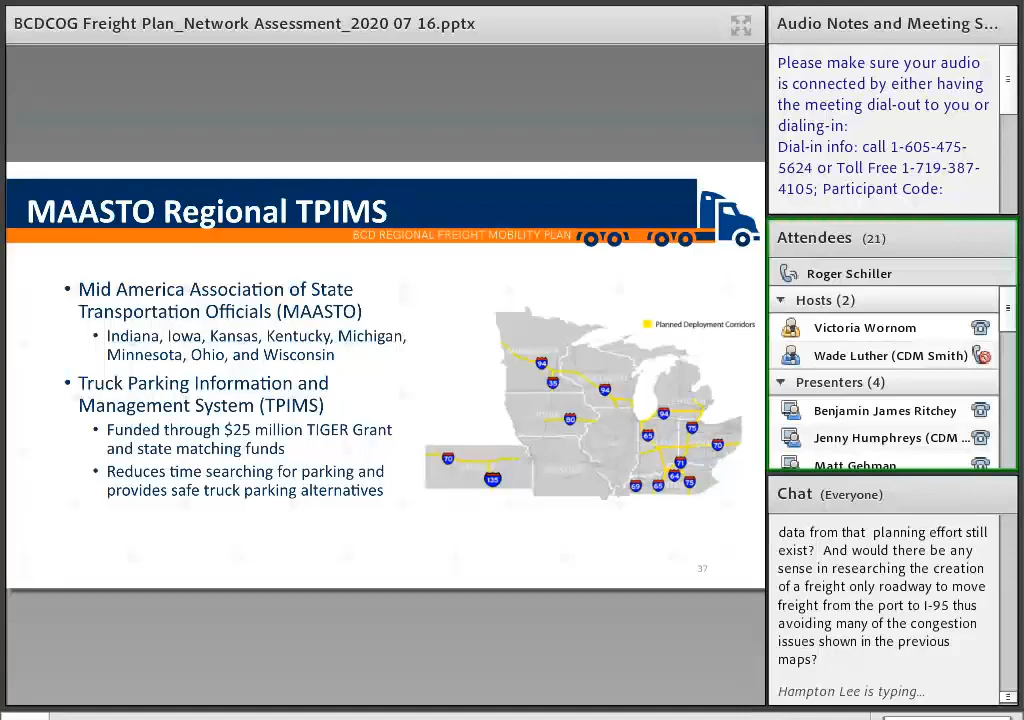 BCDCOG Freight Plan_Network Assessment_2020 07 16.pptx
MAASTO Regional TPIMS
BCD REGIONAL FREIGHT MOBILITY PLAN
• Mid America Association of State
Transportation Officials (MAASTO)
• Indiana, Iowa, Kansas, Kentucky, Michigan,
Minnesota, Ohio, and Wisconsin
• Truck Parking Information and
Management System (TPIMS)
• Funded through $25 million TIGER Grant
and state matching funds
• Reduces time searching for parking and
provides safe truck parking alternatives
Planned Deployment Corridors
94
35
94
80
94
75
65
70
71
64
69
65
75
70
135
37
Audio Notes and Meeting S...
Please make sure your audio
is connected by either having
the meeting dial-out to you or
dialing-in:
Dial-in info: call 1-605-475-
5624 or Toll Free 1-719-387-
4105; Participant Code:
Attendees (21)
Roger Schiller
Hosts (2)
Victoria Wornom
Wade Luther (CDM Smith)
Presenters (4)
Benjamin James Ritchey
Jenny Humphreys (CDM ...
Matt Gehman
Chat (Everyone)
data from that planning effort still
exist? And would there be any
sense in researching the creation
of a freight only roadway to move
freight from the port to I-95 thus
avoiding many of the congestion
issues shown in the previous
maps?
Hampton Lee is typing...